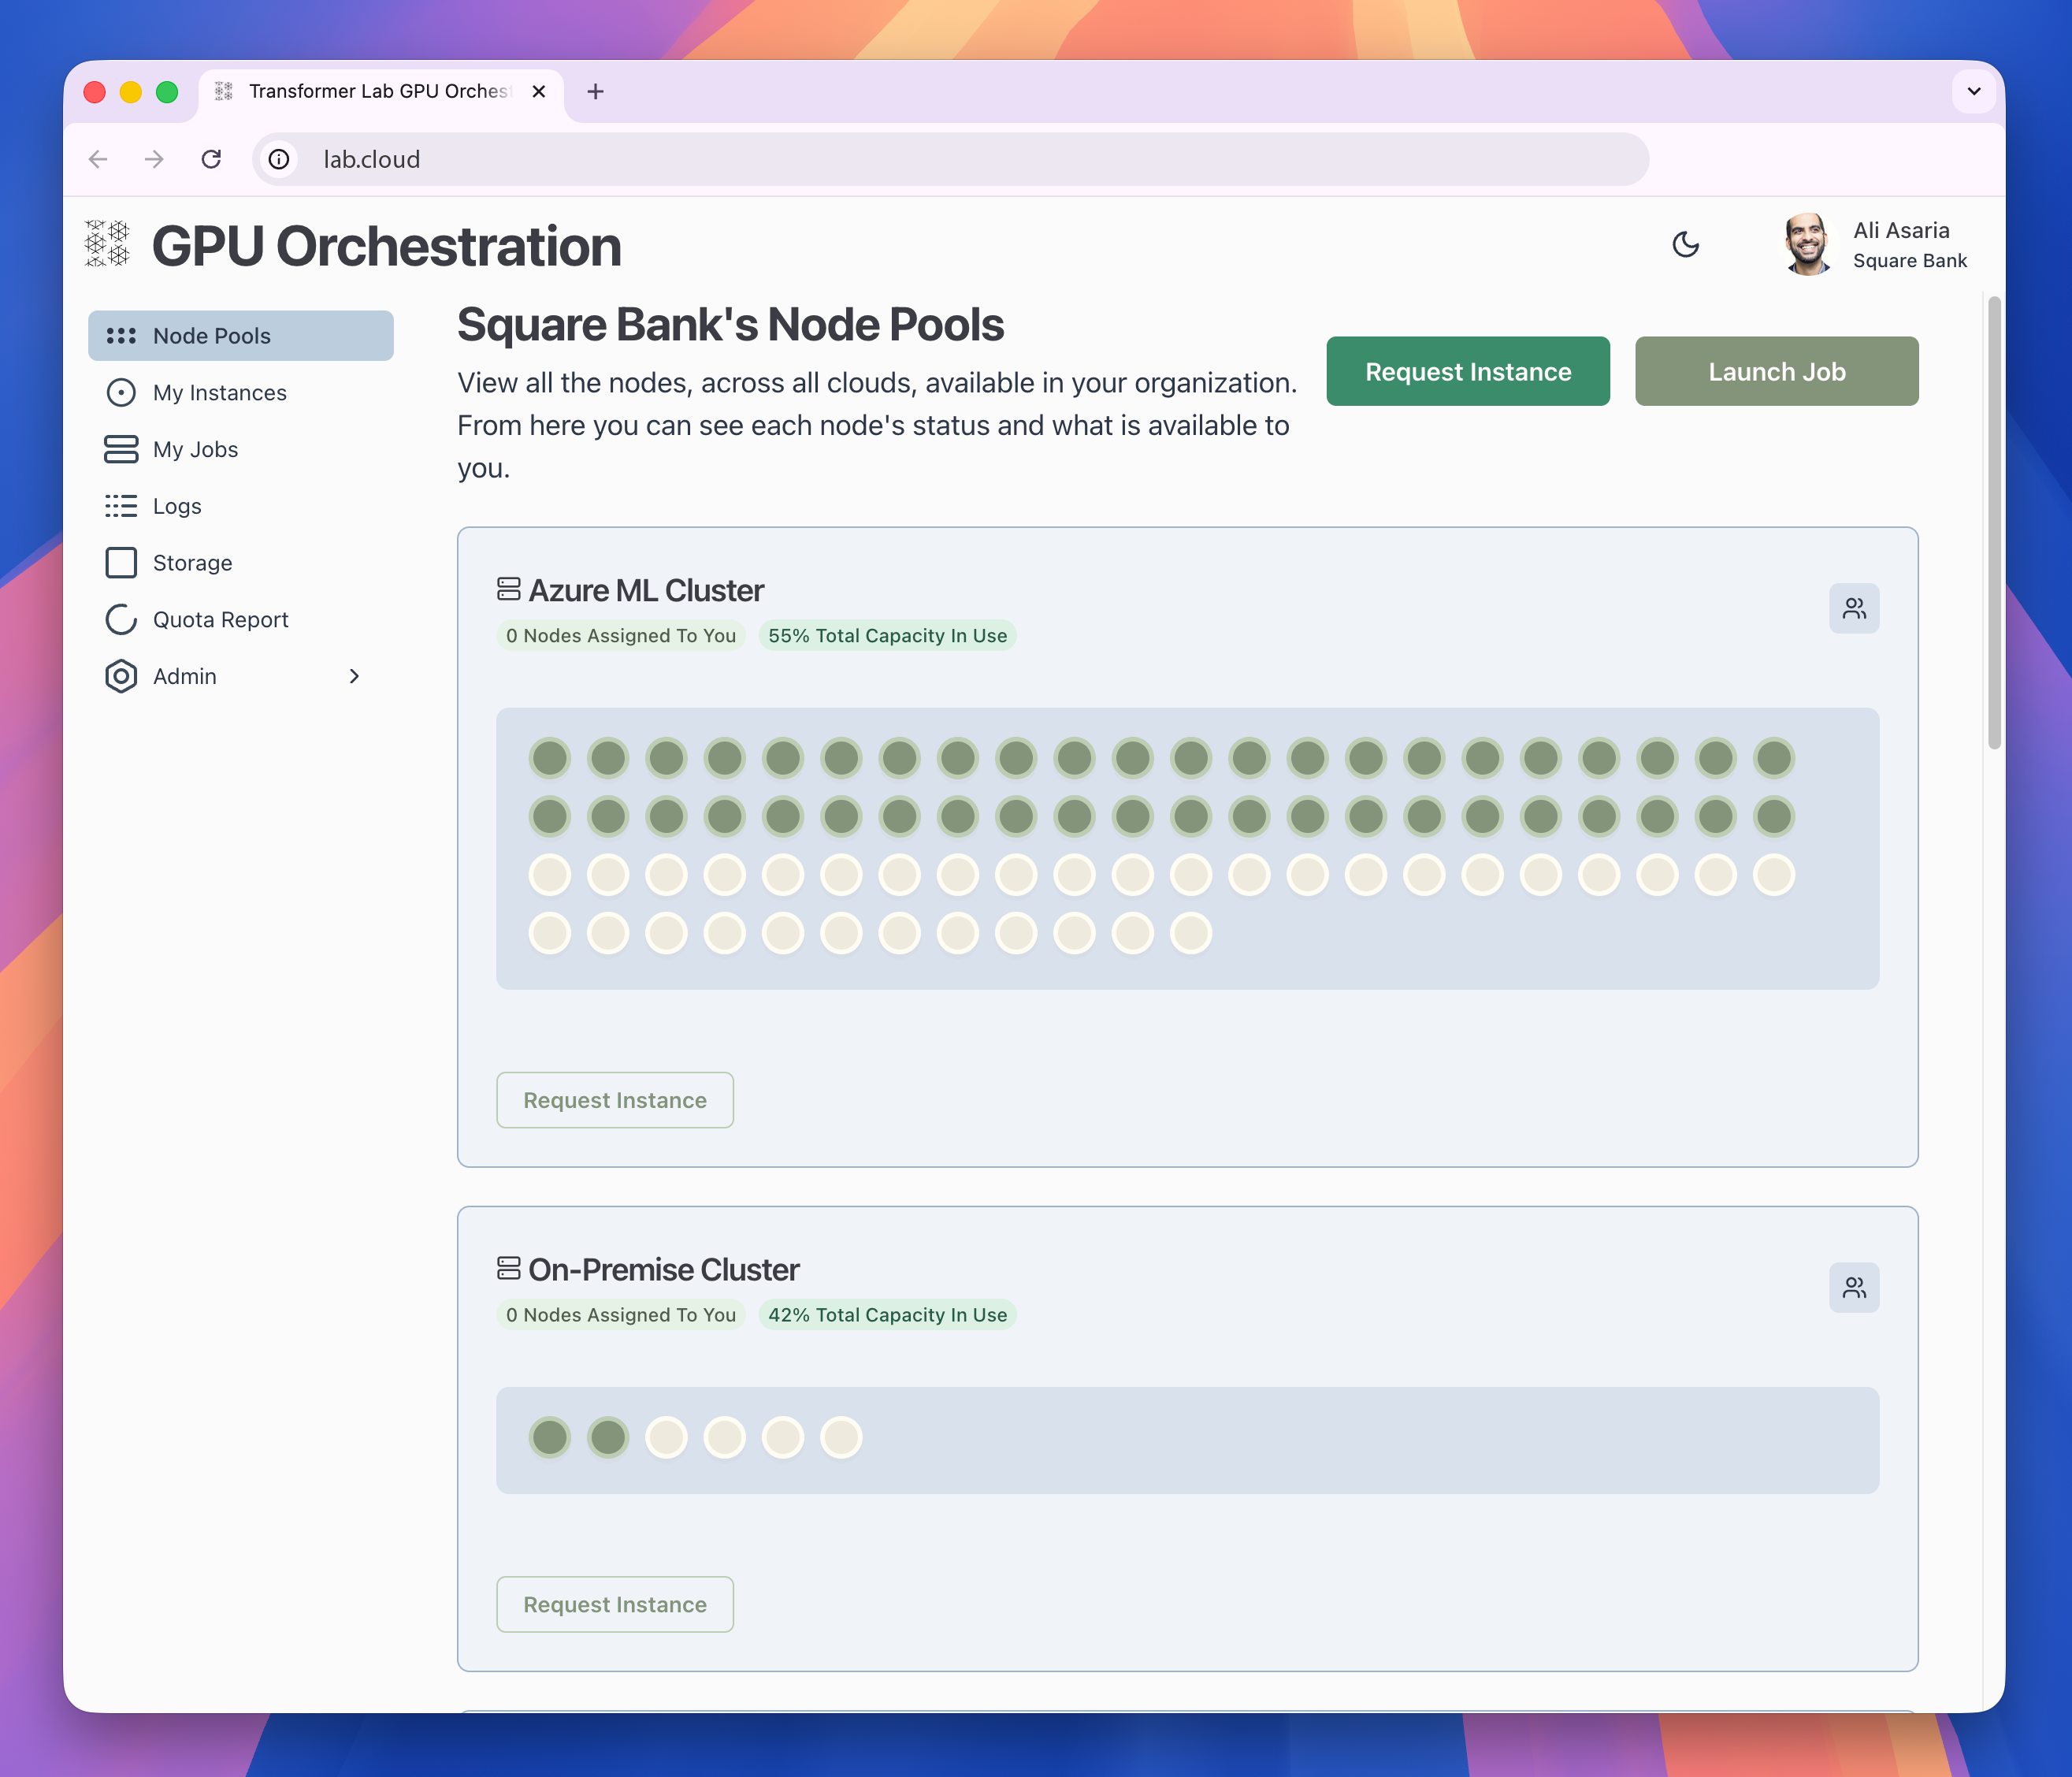 Transformer Lab GPU Orches
lab.cloud
GPU Orchestration
Ali Asaria
Square Bank
Node Pools
My Instances
My Jobs
Logs
Storage
Quota Report
Admin
Square Bank's Node Pools
View all the nodes, across all clouds, available in your organization.
From here you can see each node's status and what is available to
you.
Request Instance
Launch Job
Azure ML Cluster
0 Nodes Assigned To You
55% Total Capacity In Use
Request Instance
On-Premise Cluster
0 Nodes Assigned To You
42% Total Capacity In Use
Request Instance